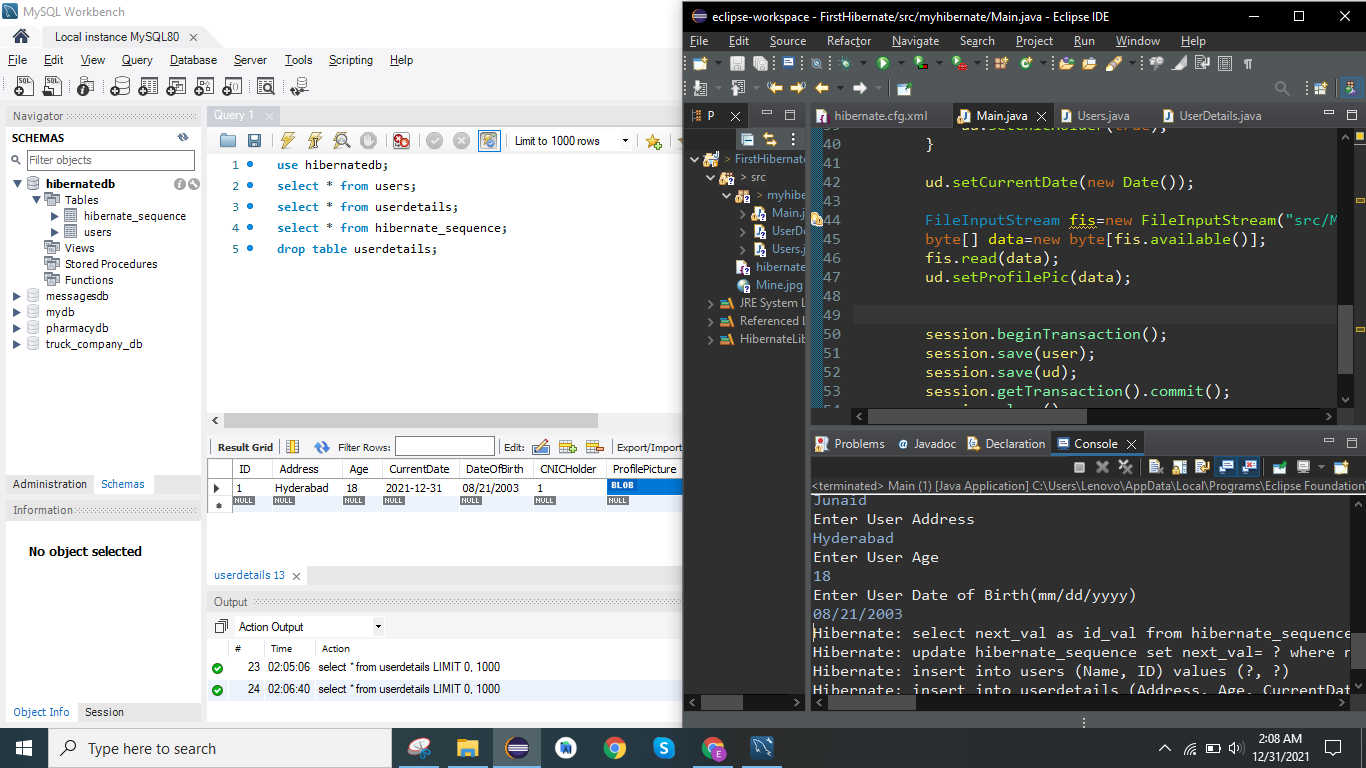 MySQL Workbench
Local instance MySQL80
File Edit View Query Database Server Tools Scripting Help
Navigator
SCHEMAS
Filter objects
hibernatedb
Tables
hibernate_sequence
users
Views
Stored Procedures
Functions
messagesdb
mydb
pharmacydb
truck_company_db
Administration Schemas
Information
No object selected
Object Info Session
Query 1
Limit to 1000 rows
1 use hibernatedb;
2 select * from users;
3 select * from userdetails;
4 select * from hibernate_sequence;
5 drop table userdetails;
Result Grid Filter Rows: Edit: Export/Import
ID Address Age CurrentDate DateOfBirth CNICHolder ProfilePicture
1 Hyderabad 18 2021-12-31 08/21/2003 1 BLOB
NULL NULL NULL NULL NULL NULL NULL
userdetails 13
Output
Action Output
# Time Action
23 02:05:06 select * from userdetails LIMIT 0, 1000
24 02:06:40 select * from userdetails LIMIT 0, 1000
eclipse-workspace - FirstHibernate/src/myhibernate/Main.java - Eclipse IDE
File Edit Source Refactor Navigate Search Project Run Window Help
P
> FirstHibernate
> src
> myhibe
Main.j
UserDe
Users.j
hibernate
Mine.jpg
JRE System L
Referenced L
HibernateLib
hibernate.cfg.xml Main.java Users.java UserDetails.java
40 }
41
42 ud.setCurrentDate(new Date());
43
44 FileInputStream fis=new FileInputStream("src/M
45 byte[] data=new byte[fis.available()];
46 fis.read(data);
47 ud.setProfilePic(data);
48
49
50 session.beginTransaction();
51 session.save(user);
52 session.save(ud);
53 session.getTransaction().commit();
Problems Javadoc Declaration Console
<terminated> Main (1) [Java Application] C:\Users\Lenovo\AppData\Local\Programs\Eclipse Foundation\
Junaid
Enter User Address
Hyderabad
Enter User Age
18
Enter User Date of Birth(mm/dd/yyyy)
08/21/2003
Hibernate: select next_val as id_val from hibernate_sequence
Hibernate: update hibernate_sequence set next_val= ? where n
Hibernate: insert into users (Name, ID) values (?, ?)
Hibernate: insert into userdetails (Address, Age, CurrentDat
Type here to search
2:08 AM
12/31/2021